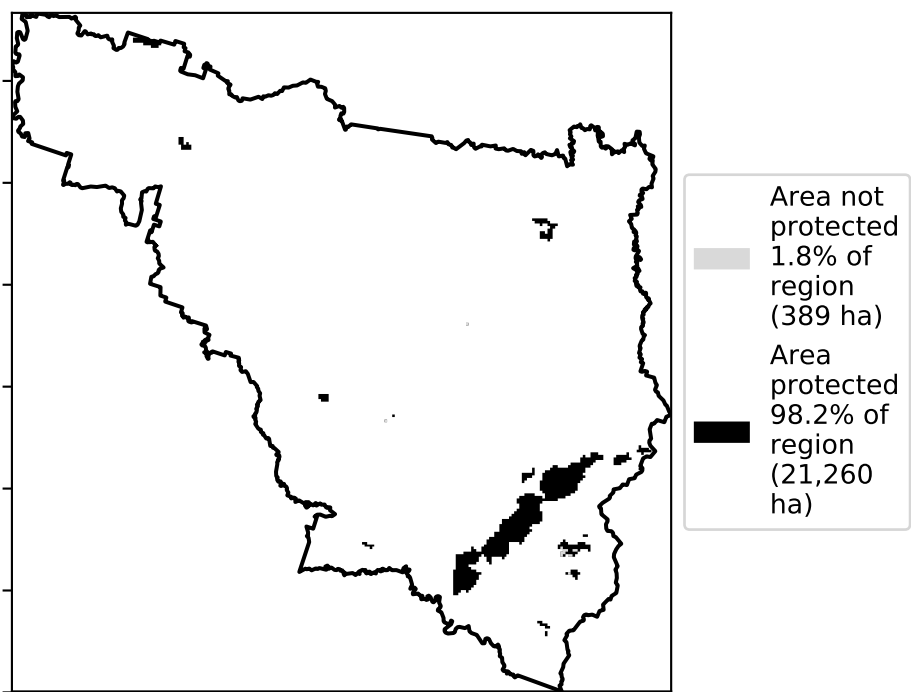 Area not
protected
1.8% of
region
(389 ha)
Area
protected
98.2% of
region
(21,260
ha)